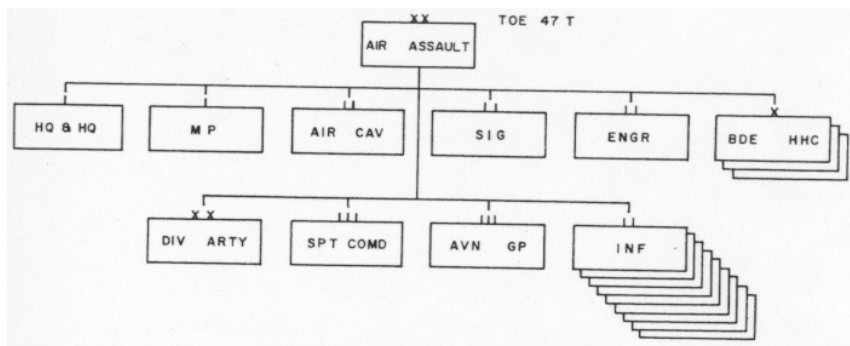 XX
TOE 47 T
AIR ASSAULT
I
I
II
II
II
X
HQ & HQ
MP
AIR CAV
SIG
ENGR
BDE HHC
XX
III
III
II
DIV ARTY
SPT COMD
AVN GP
INF